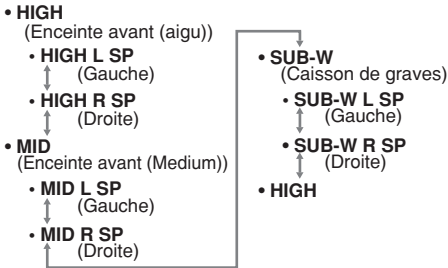 • HIGH
(Enceinte avant (aigu))
• HIGH L SP
(Gauche)
• HIGH R SP
(Droite)
• MID
(Enceinte avant (Medium))
• MID L SP
(Gauche)
• MID R SP
(Droite)
• SUB-W
(Caisson de graves)
• SUB-W L SP
(Gauche)
• SUB-W R SP
(Droite)
• HIGH